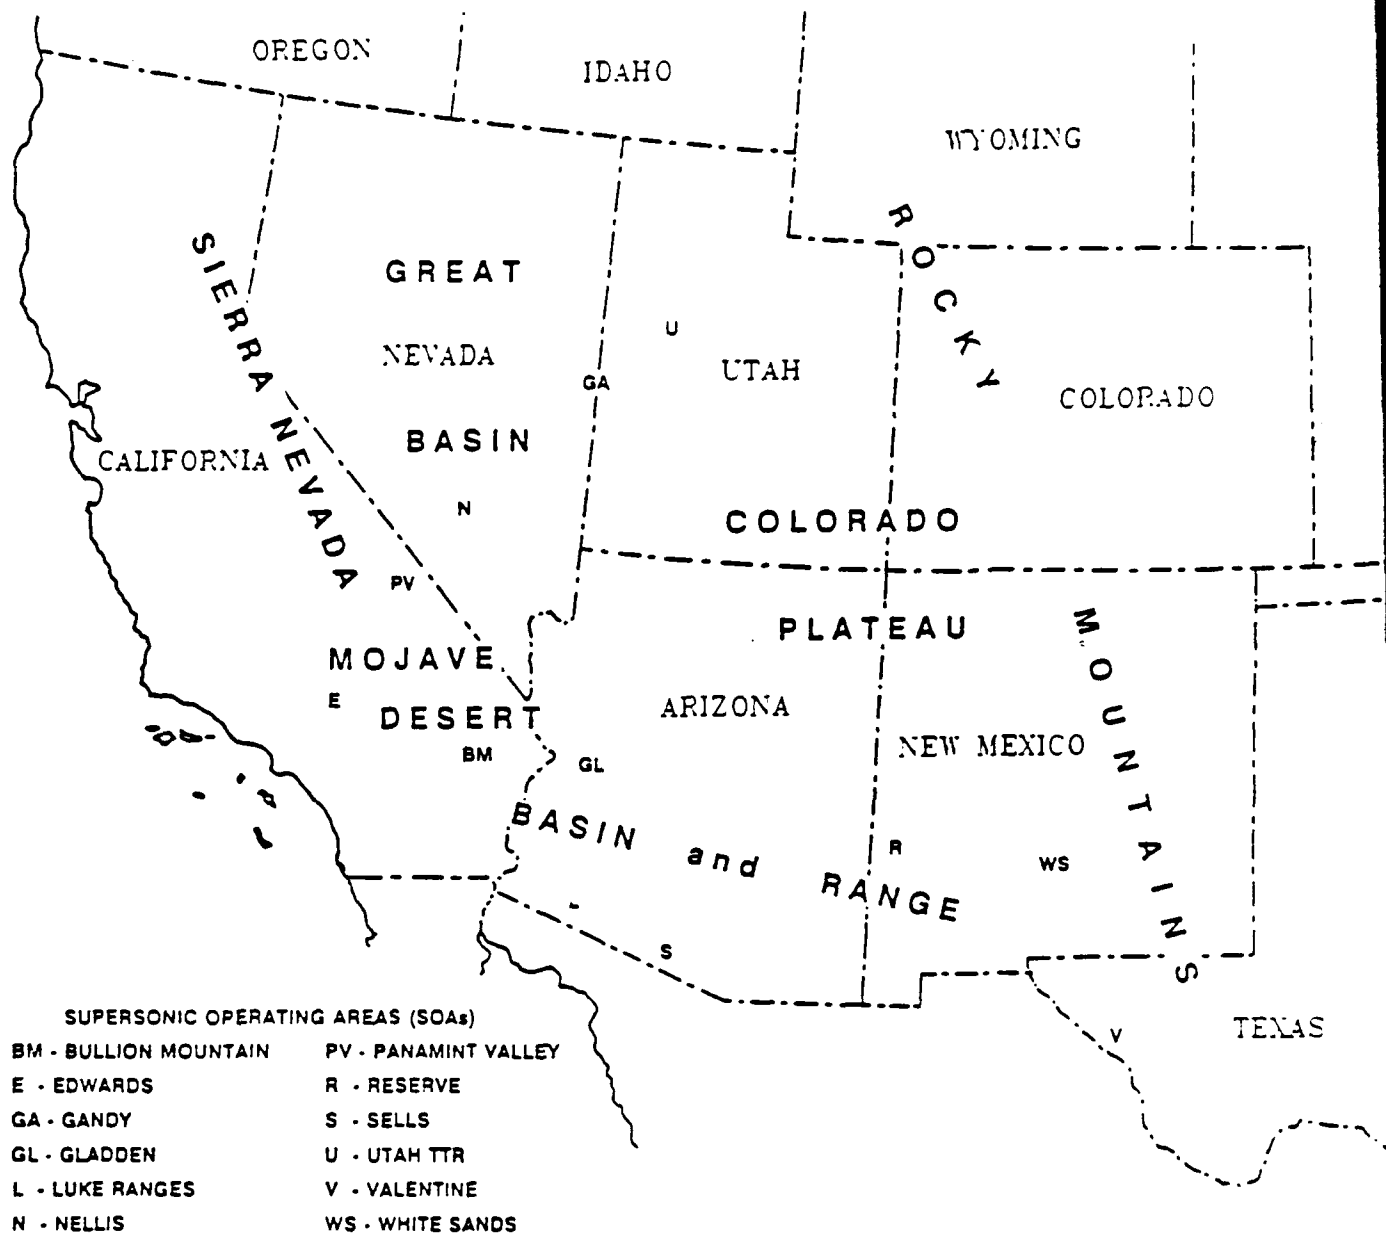 OREGON
IDAHO
WYOMING
ROCKY
SIERRA NEVADA
GREAT
U
NEVADA
UTAH
GA
COLORADO
BASIN
CALIFORNIA
N
COLORADO
PV
PLATEAU
MOUNTAINS
MOJAVE
E
DESERT
ARIZONA
NEW MEXICO
BM
GL
BASIN and RANGE
R
WS
S
V
TEXAS
SUPERSONIC OPERATING AREAS (SOAs)
BM - BULLION MOUNTAIN
E - EDWARDS
GA - GANDY
GL - GLADDEN
L - LUKE RANGES
N - NELLIS
PV - PANAMINT VALLEY
R - RESERVE
S - SELLS
U - UTAH TTR
V - VALENTINE
WS - WHITE SANDS